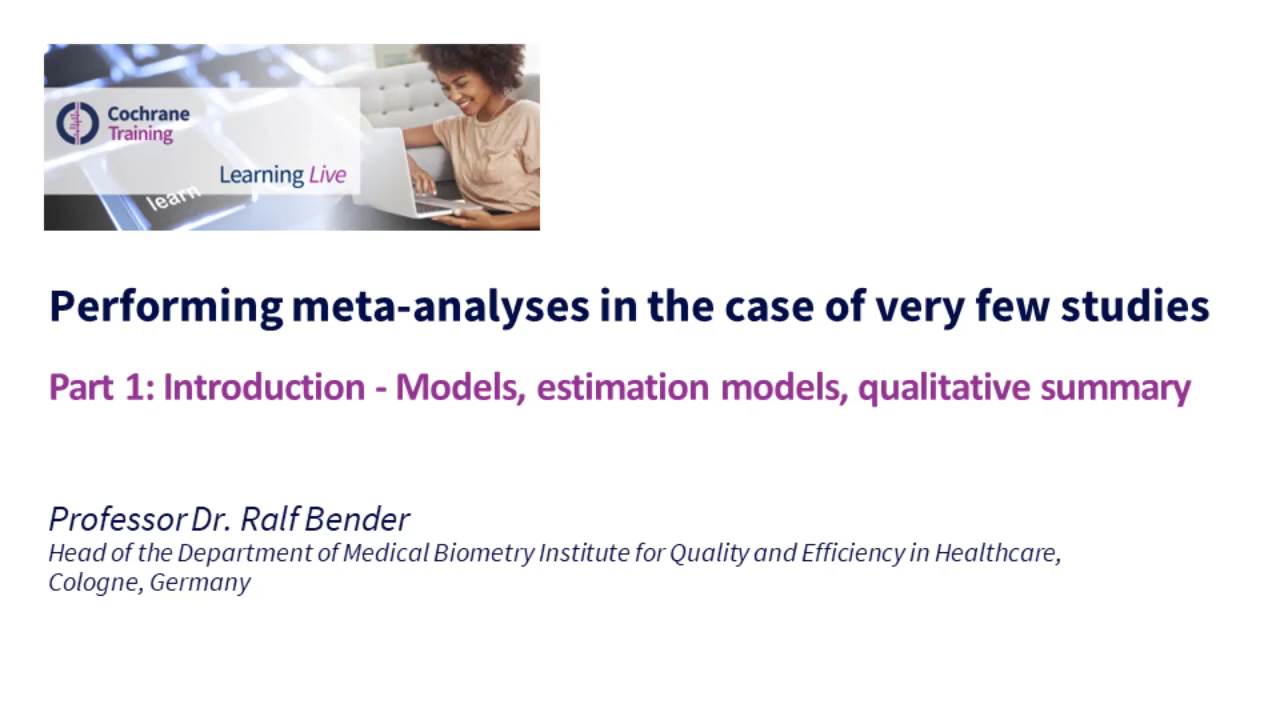 Cochrane
Training
Learning Live
learn
Performing meta-analyses in the case of very few studies
Part 1: Introduction - Models, estimation models, qualitative summary
Professor Dr. Ralf Bender
Head of the Department of Medical Biometry Institute for Quality and Efficiency in Healthcare,
Cologne, Germany